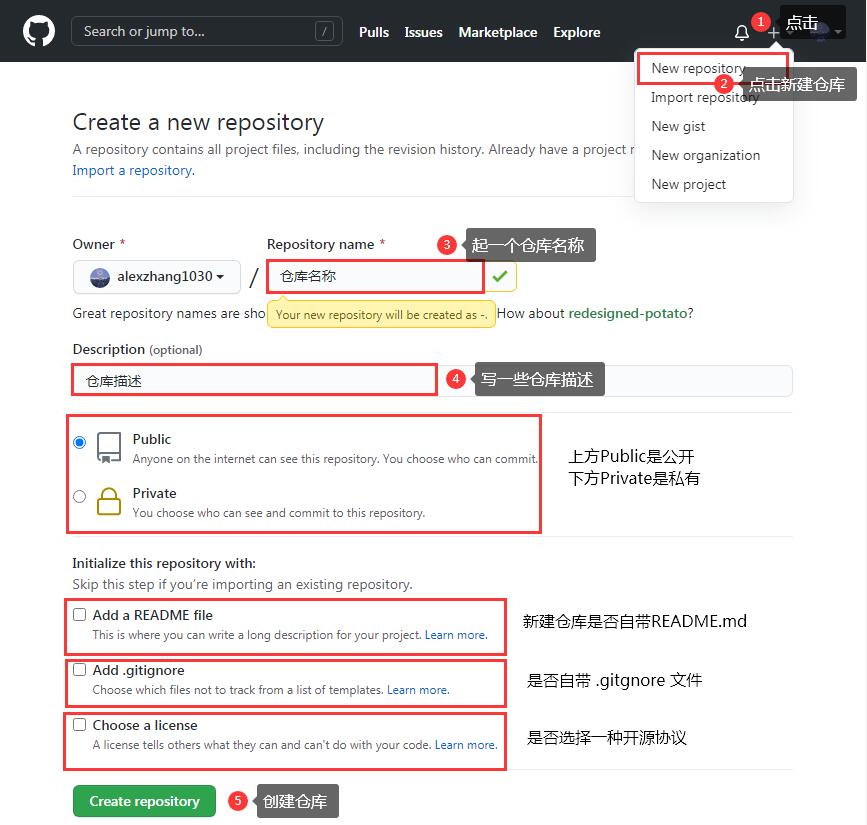 Search or jump to...
/
Pulls
Issues
Marketplace
Explore
1
点击
New repository
2
点击新建仓库
Import repository
New gist
New organization
New project
Create a new repository
A repository contains all project files, including the revision history. Already have a project
Import a repository.
Owner *
Repository name *
3
起一个仓库名称
alexzhang1030
/
仓库名称
Great repository names are sho
Your new repository will be created as -.
How about redesigned-potato?
Description (optional)
仓库描述
4
写一些仓库描述
Public
Anyone on the internet can see this repository. You choose who can commit.
上方Public是公开
下方Private是私有
Private
You choose who can see and commit to this repository.
Initialize this repository with:
Skip this step if you’re importing an existing repository.
Add a README file
This is where you can write a long description for your project. Learn more.
新建仓库是否自带README.md
Add .gitignore
Choose which files not to track from a list of templates. Learn more.
是否自带 .gitgnore 文件
Choose a license
A license tells others what they can and can't do with your code. Learn more.
是否选择一种开源协议
Create repository
5
创建仓库